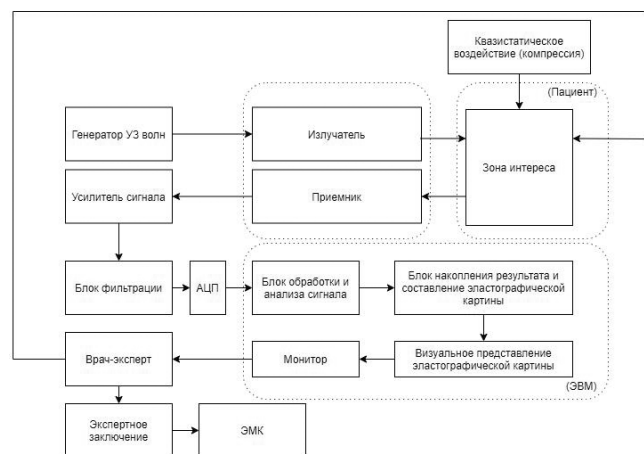 Квазистатическое
воздействие (компрессия)
(Пациент)
Генератор УЗ волн
Излучатель
Зона интереса
Усилитель сигнала
Приемник
Блок фильтрации
АЦП
Блок обработки и
анализа сигнала
Блок накопления результата и
составление эластографической
картины
Врач-эксперт
Монитор
Визуальное представление
эластографической картины
(ЭВМ)
Экспертное
заключение
ЭМК